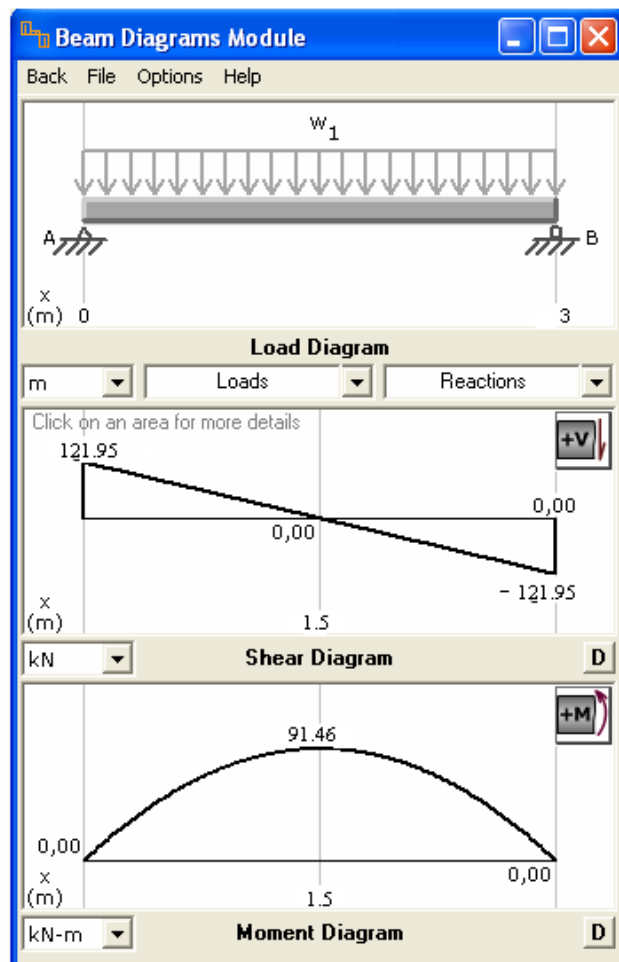 Beam Diagrams Module
Back File Options Help
w1
A B
x
(m) 0 3
Load Diagram
m Loads Reactions
Click on an area for more details
+V
121.95
0,00
0,00
- 121.95
x
(m) 1.5
kN Shear Diagram D
+M
91.46
0,00
0,00
x
(m) 1.5
kN-m Moment Diagram D